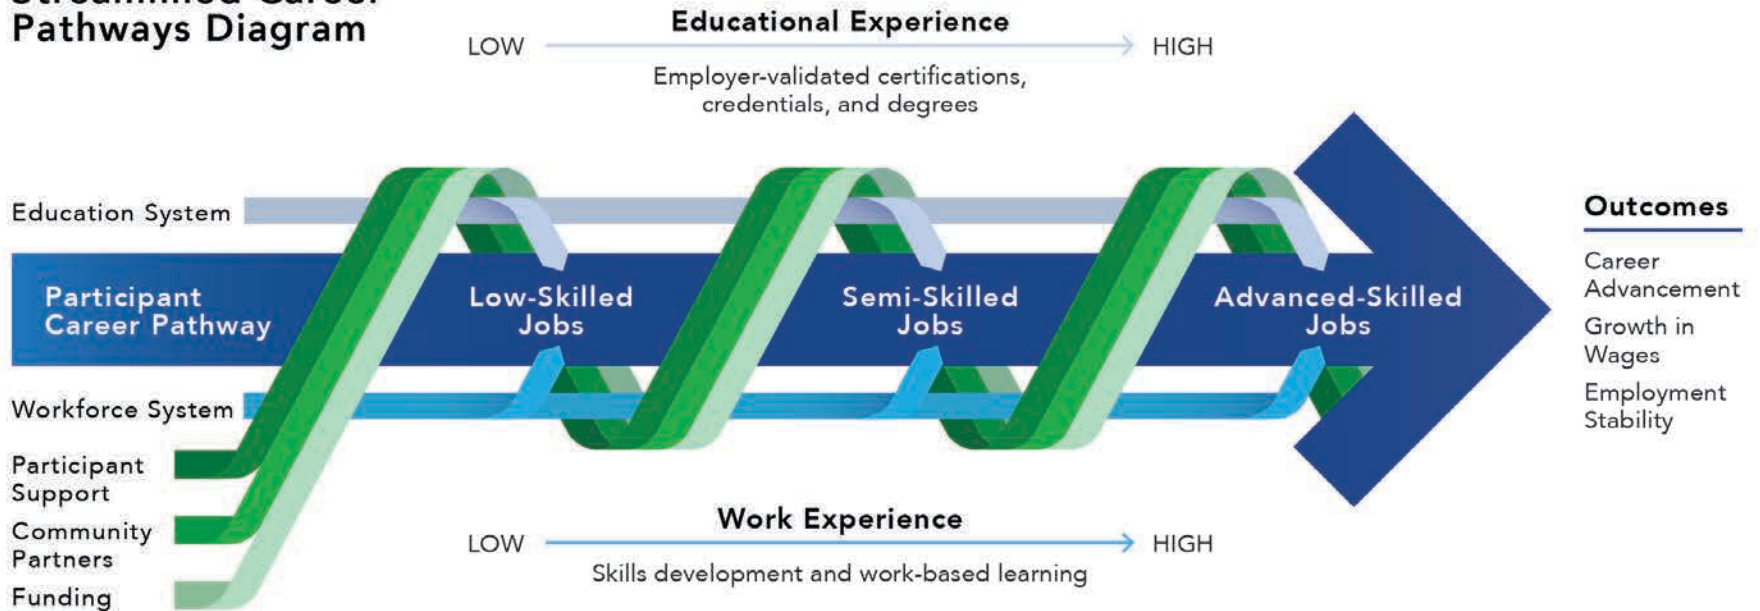 Streamlined Career
Pathways Diagram
Educational Experience
LOW
HIGH
Employer-validated certifications,
credentials, and degrees
Education System
Participant
Career Pathway
Low-Skilled
Jobs
Semi-Skilled
Jobs
Advanced-Skilled
Jobs
Workforce System
Participant
Support
Community
Partners
Funding
Work Experience
LOW
HIGH
Skills development and work-based learning
Outcomes
Career
Advancement
Growth in
Wages
Employment
Stability